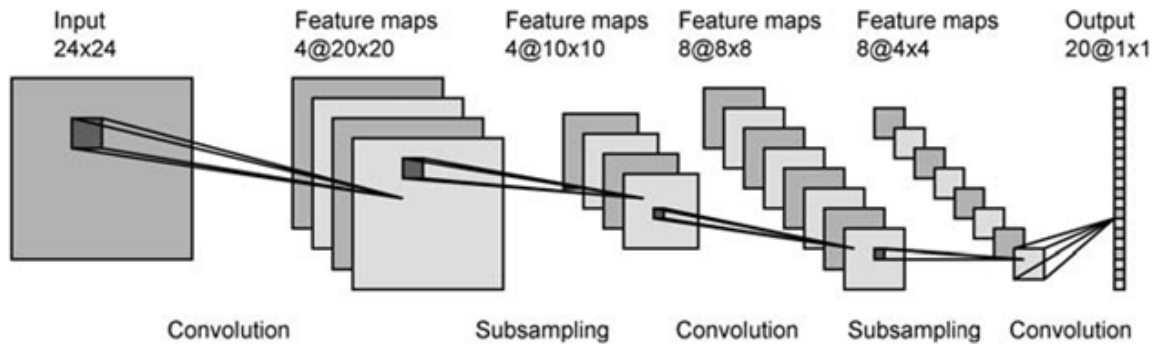 Input
24x24
Feature maps
4@20x20
Feature maps
4@10x10
Feature maps
8@8x8
Feature maps
8@4x4
Output
20@1x1
Convolution
Subsampling
Convolution
Subsampling
Convolution